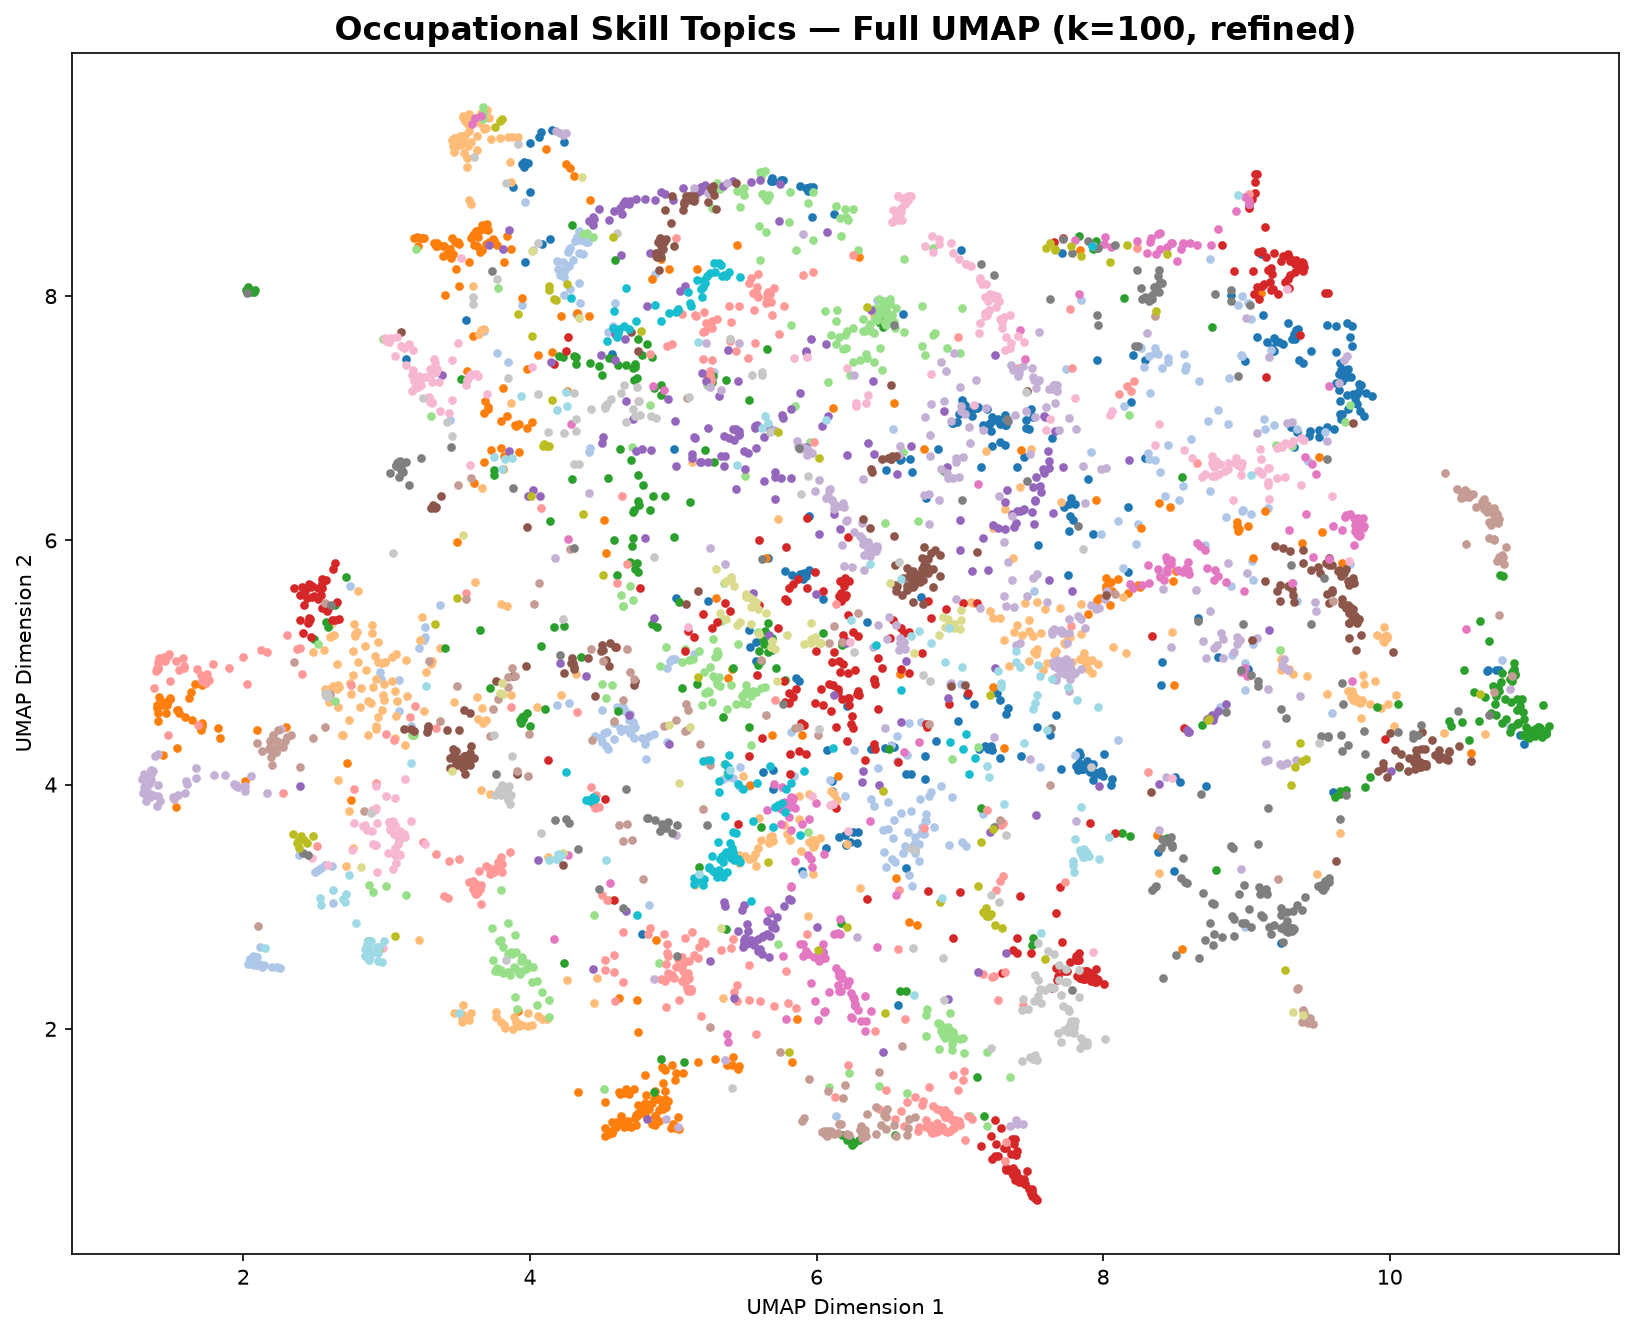 Occupational Skill Topics — Full UMAP (k=100, refined)
UMAP Dimension 2
8
6
4
2
2 4 6 8 10
UMAP Dimension 1